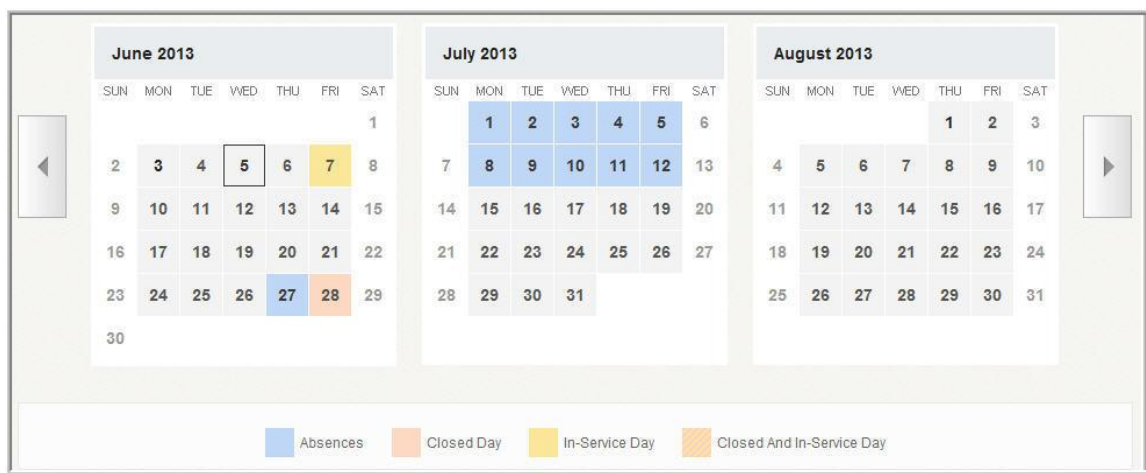 June 2013 July 2013 August 2013
SUN MON TUE WED THU FRI SAT SUN MON TUE WED THU FRI SAT SUN MON TUE WED THU FRI SAT
1 1 2 3 4 5 6 1 2 3
2 3 4 5 6 7 8 7 8 9 10 11 12 13 4 5 6 7 8 9 10
9 10 11 12 13 14 15 14 15 16 17 18 19 20 11 12 13 14 15 16 17
16 17 18 19 20 21 22 21 22 23 24 25 26 27 18 19 20 21 22 23 24
23 24 25 26 27 28 29 28 29 30 31 25 26 27 28 29 30 31
30
Absences Closed Day In-Service Day Closed And In-Service Day